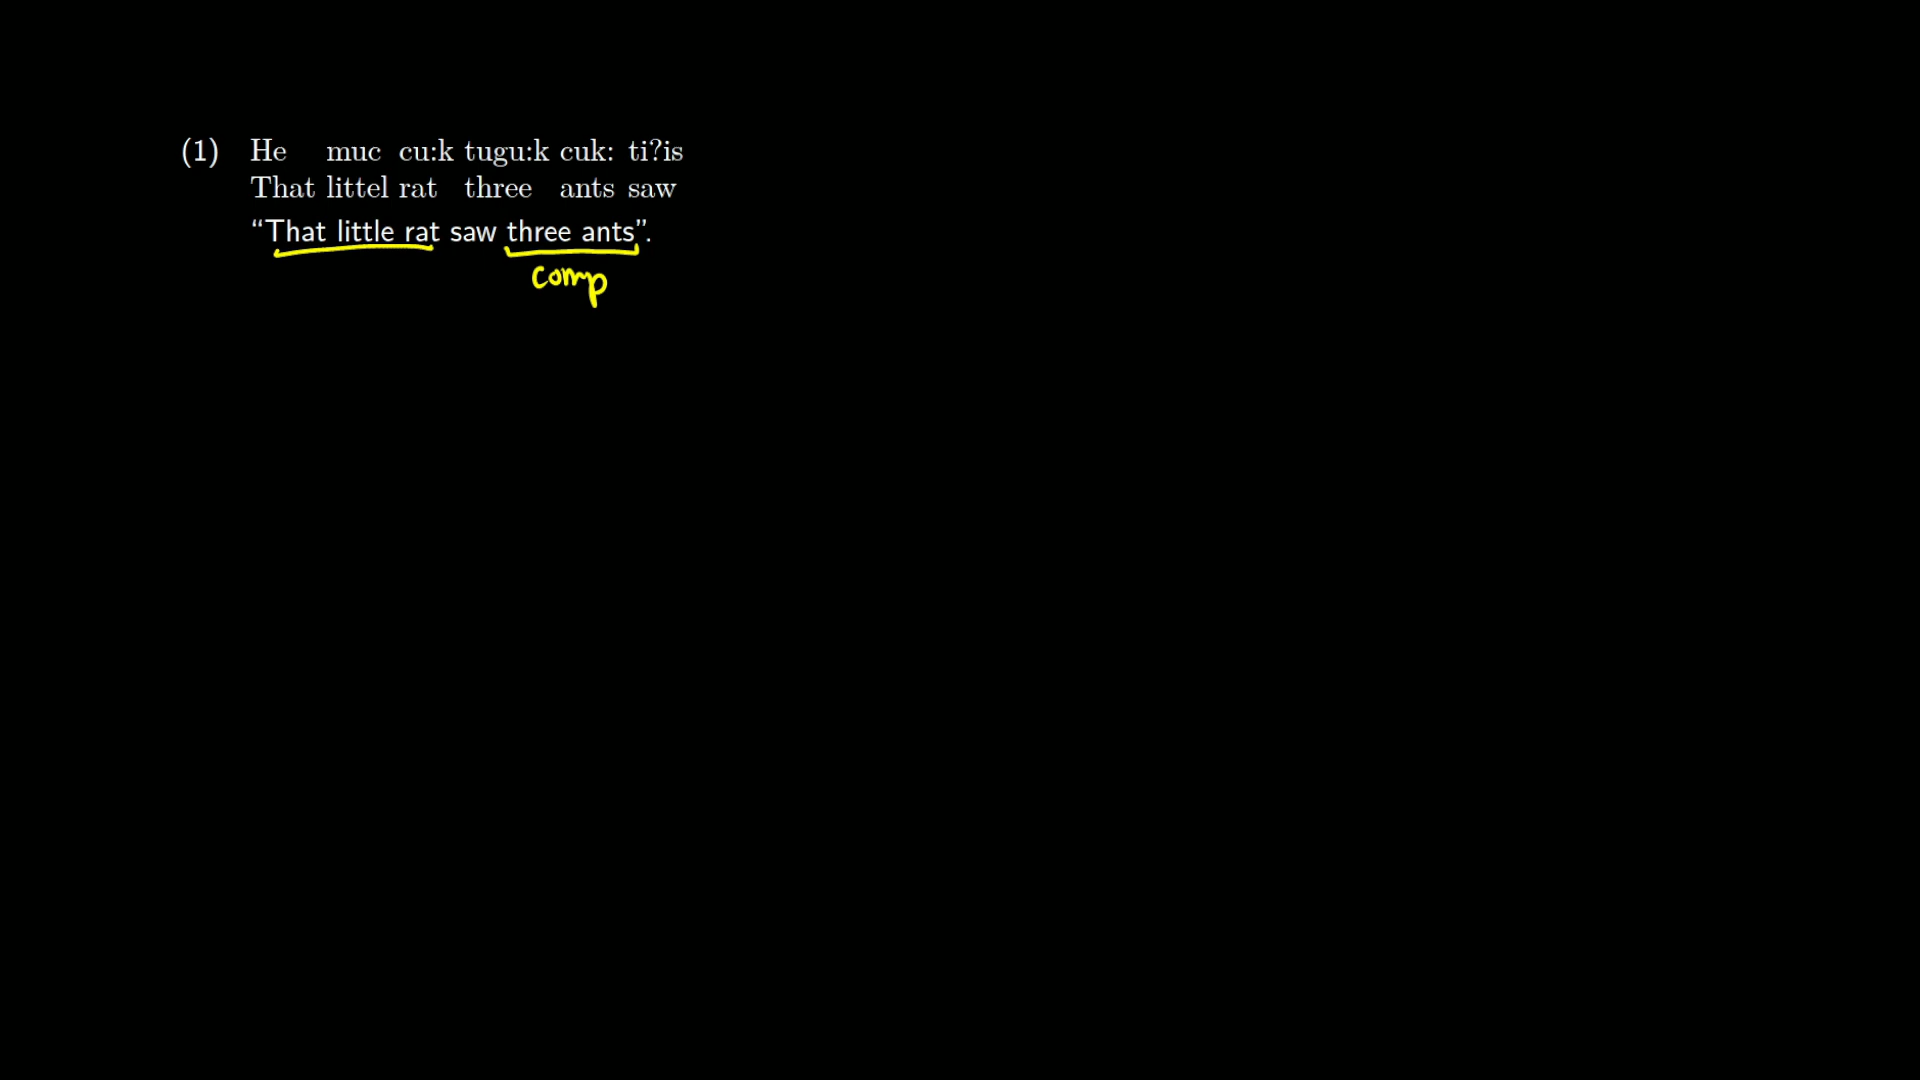 (1) He muc cu:k tugu:k cuk: ti?is
That littel rat three ants saw
“That little rat saw three ants”.
comp